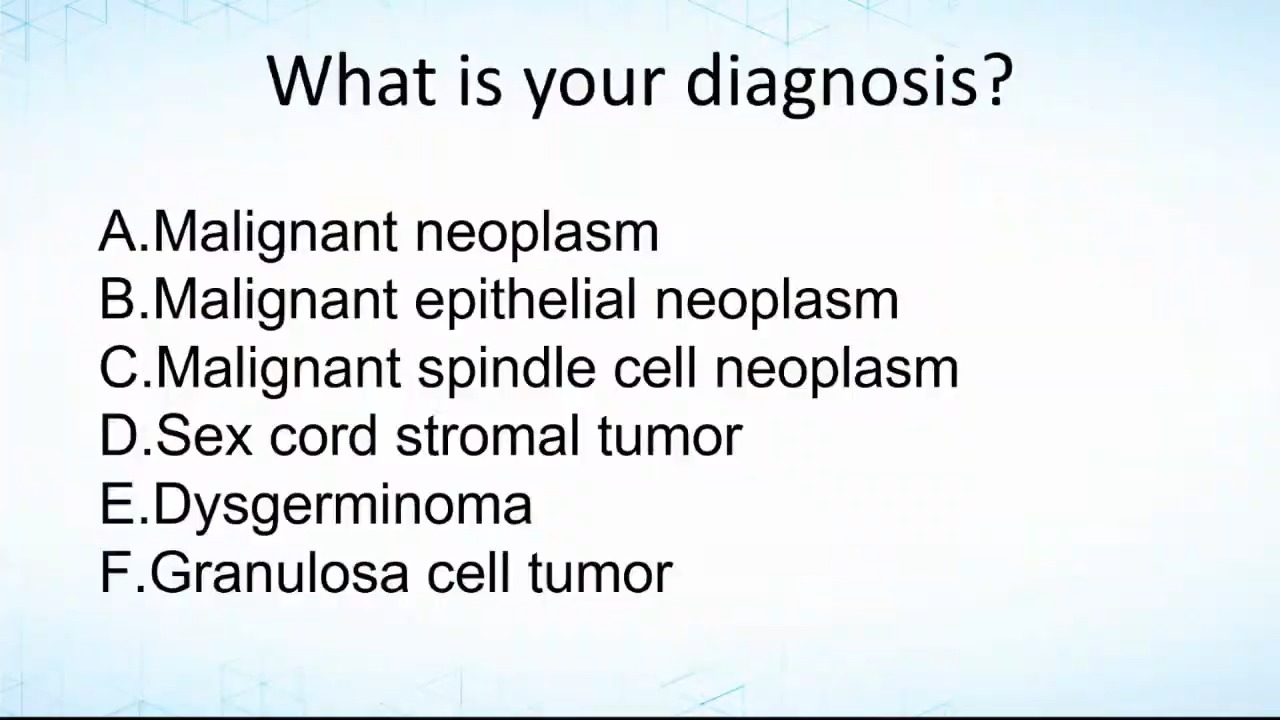 What is your diagnosis?
A.Malignant neoplasm
B.Malignant epithelial neoplasm
C.Malignant spindle cell neoplasm
D.Sex cord stromal tumor
E.Dysgerminoma
F.Granulosa cell tumor